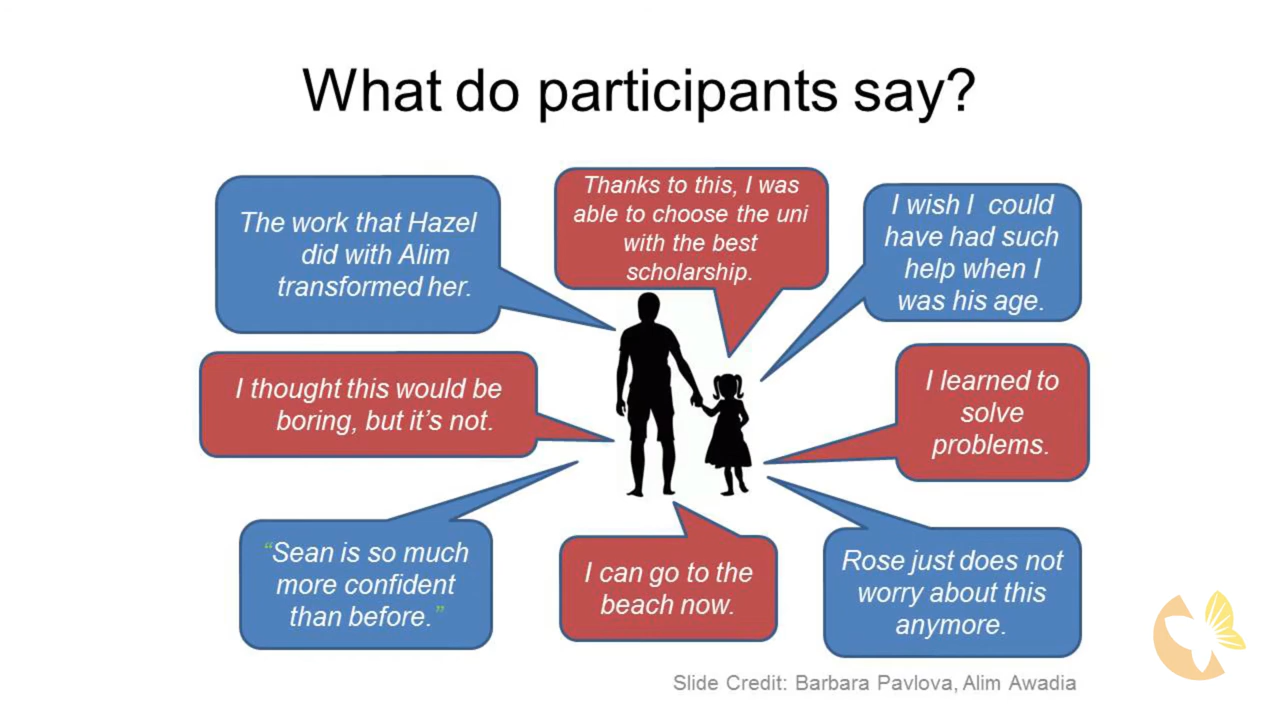 What do participants say?
The work that Hazel
did with Alim
transformed her.
Thanks to this, I was
able to choose the uni
with the best
scholarship.
I wish I could
have had such
help when I
was his age.
I thought this would be
boring, but it’s not.
I learned to
solve
problems.
“Sean is so much
more confident
than before.”
I can go to the
beach now.
Rose just does not
worry about this
anymore.
Slide Credit: Barbara Pavlova, Alim Awadia